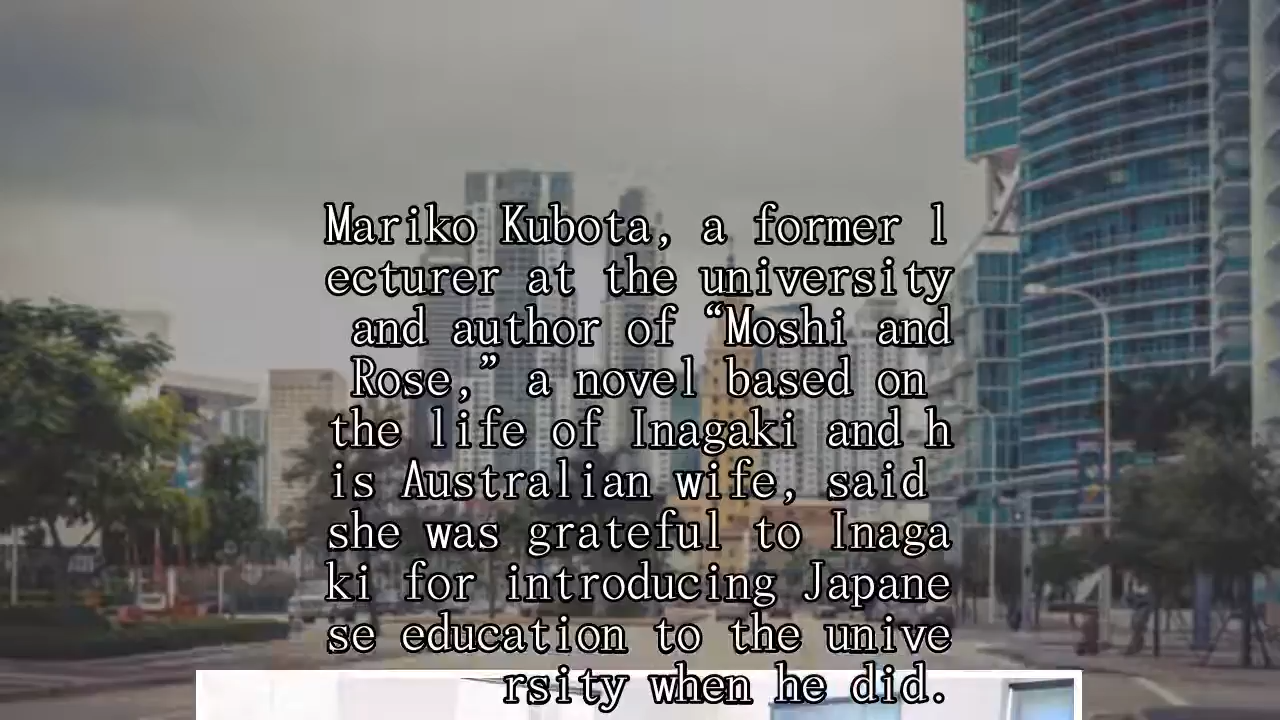 Mariko Kubota, a former l
ecturer at the university
and author of “Moshi and
Rose,” a novel based on
the life of Inagaki and h
is Australian wife, said
she was grateful to Inaga
ki for introducing Japane
se education to the unive
rsity when he did.